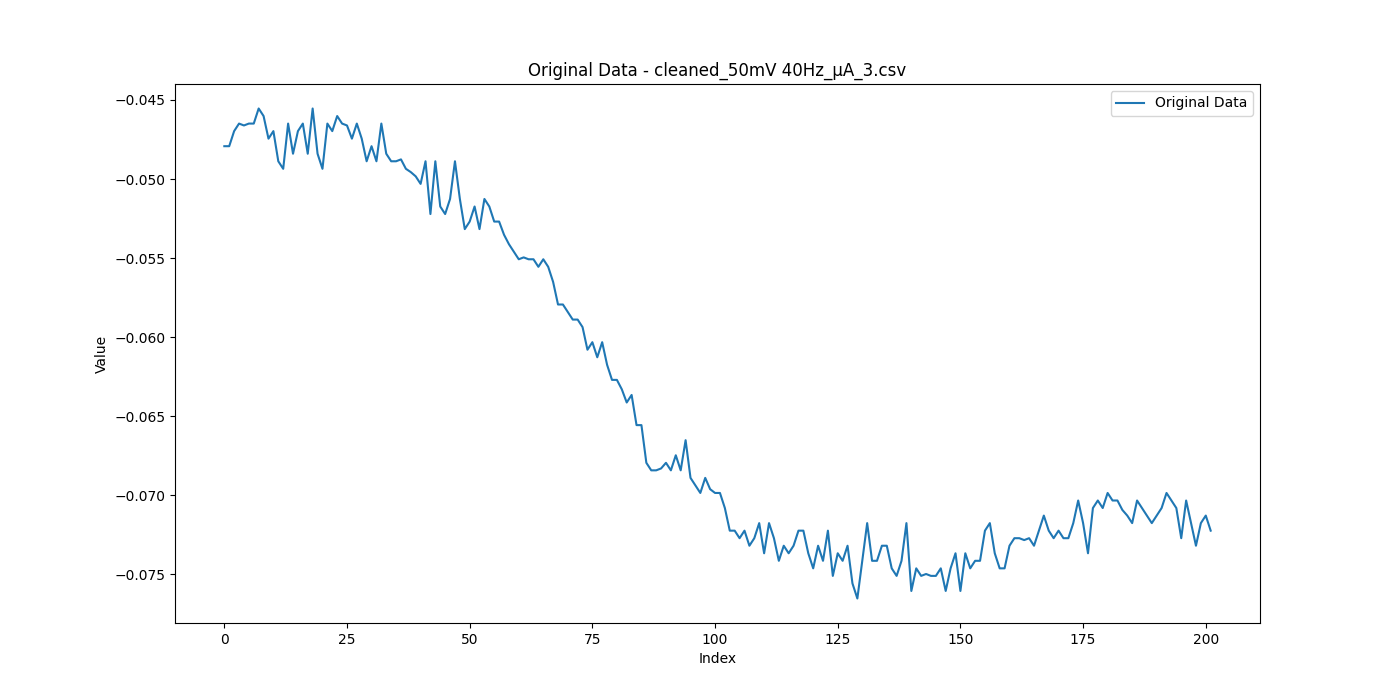 Original Data - cleaned_50mV 40Hz_μA_3.csv
Original Data
−0.045
−0.050
−0.055
−0.060
−0.065
−0.070
−0.075
Value
0 25 50 75 100 125 150 175 200
Index